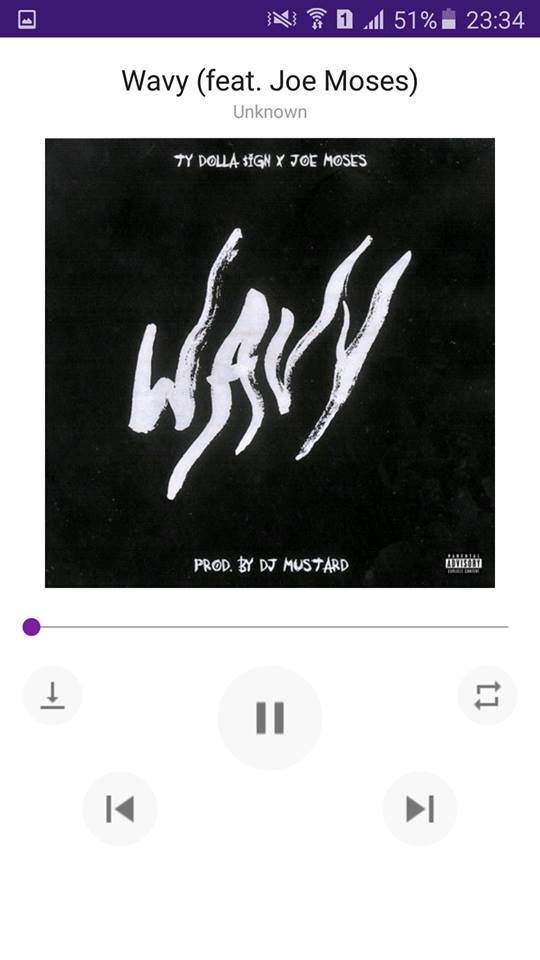 1 51% 23:34
Wavy (feat. Joe Moses)
Unknown
TY DOLLA $IGN X JOE MOSES
WAVY
PROD. BY DJ MUSTARD
PARENTAL
ADVISORY
EXPLICIT CONTENT